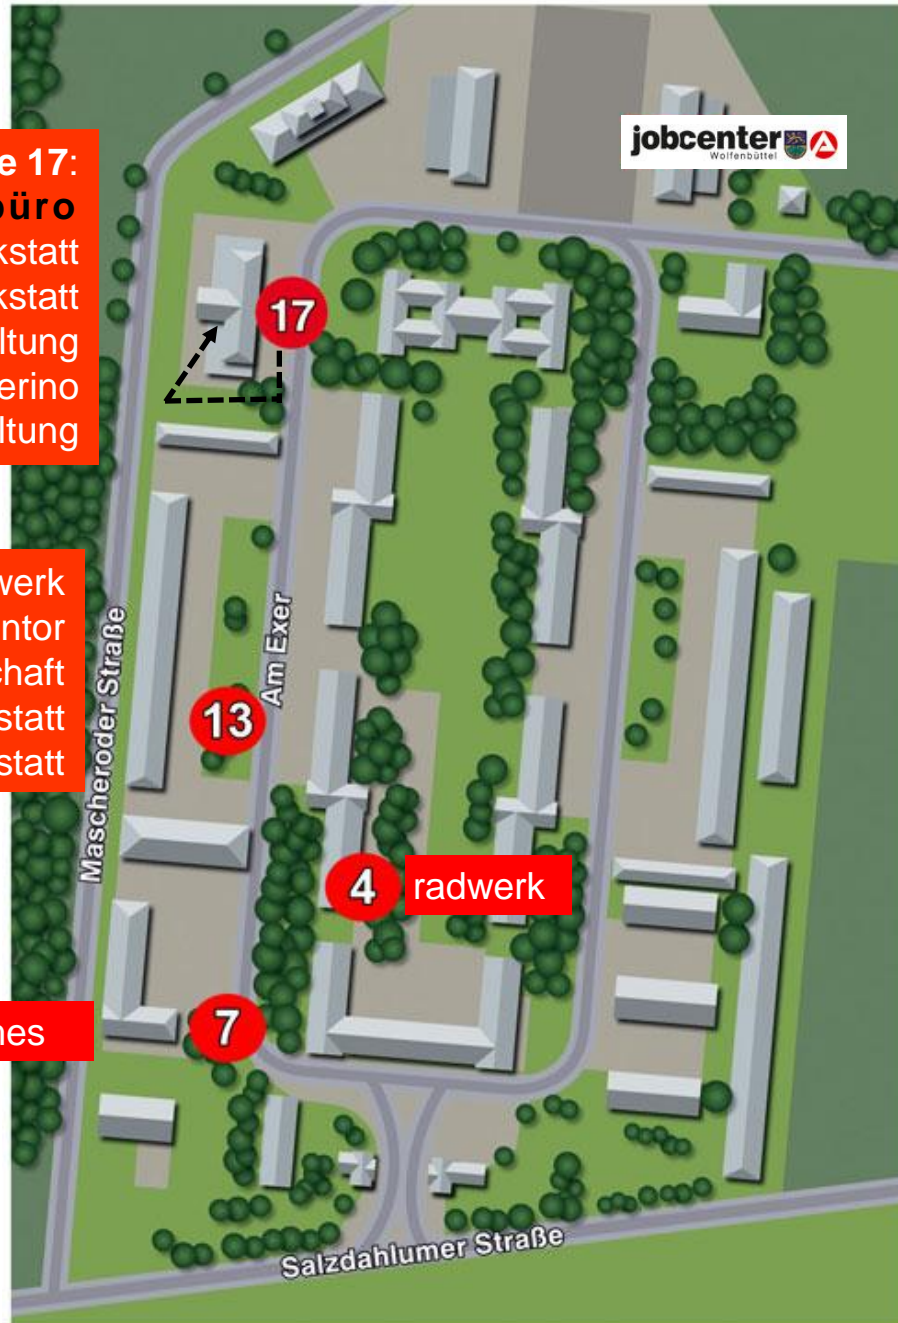 jobcenter
Wolfenbüttel
e 17:
büro
kstatt
kstatt
ltung
erino
ltung
17
werk
ntor
chaft
statt
statt
Mascheroder Straße
Am Exer
13
4 radwerk
nes
7
Salzdahlumer Straße